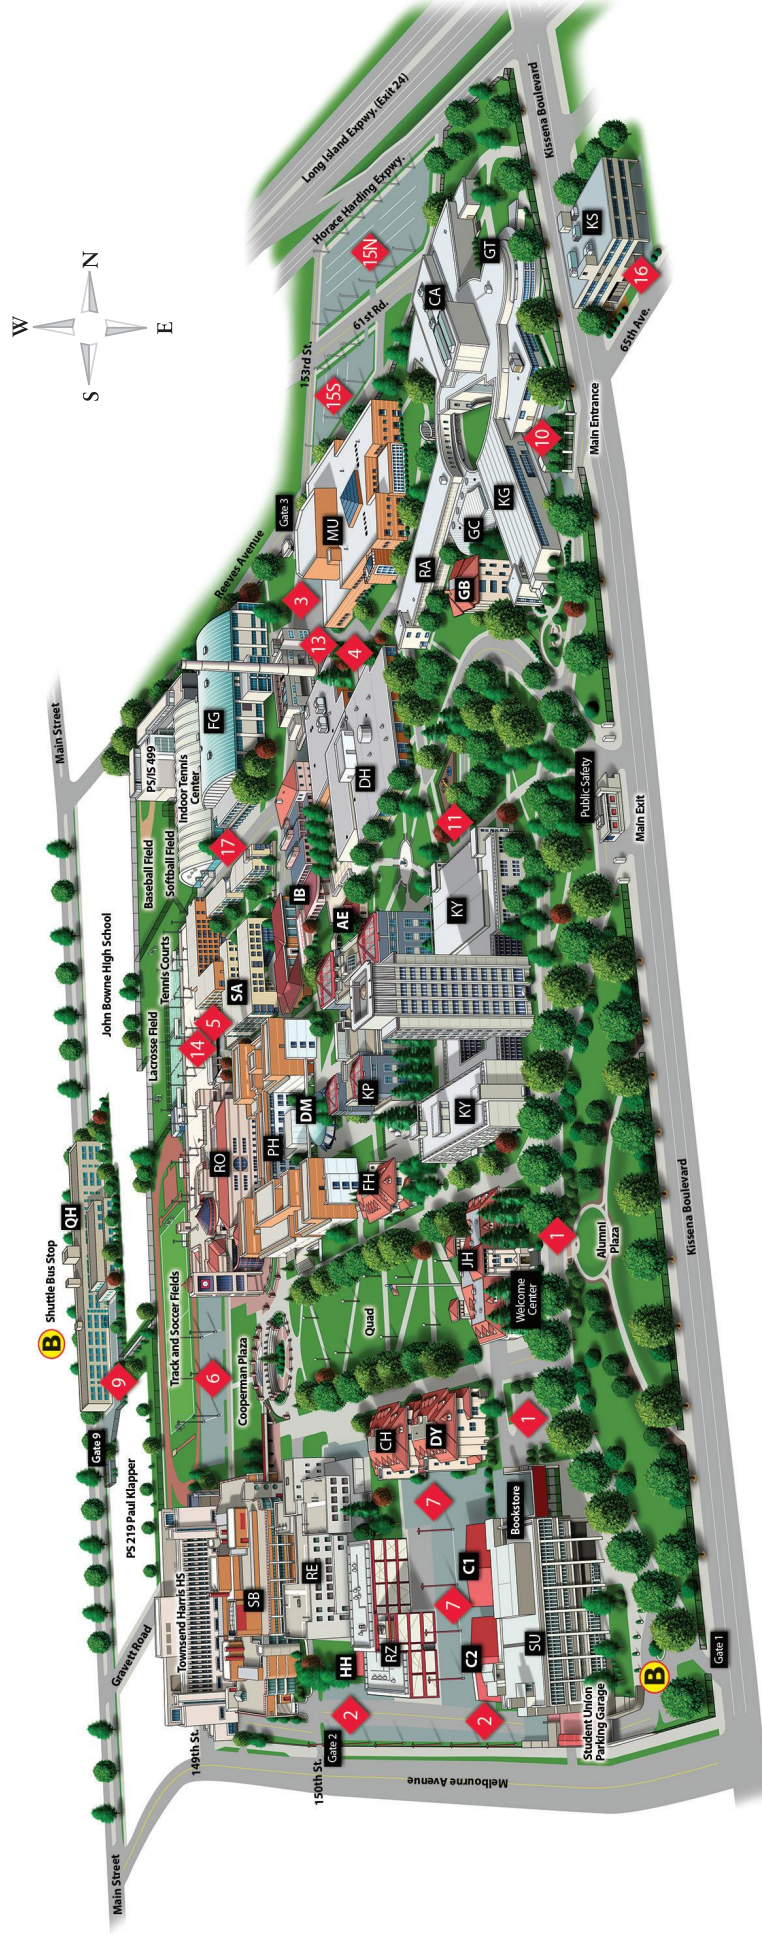 W
N
S
E
Main Street
Gravett Road
149th St.
150th St.
Melbourne Avenue
Gate 2
Townsend Harris HS
PS 219 Paul Klapper
Gate 9
9
B
Shuttle Bus Stop
QH
John Bowne High School
Main Street
Track and Soccer Fields
6
Cooperman Plaza
Lacrosse Field
Tennis Courts
Baseball Field
Softball Field
PS/IS 499
Indoor Tennis
Center
FG
Reeves Avenue
Gate 3
153rd St.
61st Rd.
Horace Harding Expwy.
Long Island Expwy. (Exit 24)
15N
15S
MU
3
13
4
17
14
5
SA
RO
PH
DM
IB
AE
DH
KP
FH
SB
RE
HH
RZ
2
2
7
7
C1
C2
CH
DY
Quad
JH
Welcome
Center
1
1
Alumni
Plaza
KY
KY
11
RA
GB
GC
KG
CA
GT
10
Main Entrance
KS
16
65th Ave.
Kissena Boulevard
Public Safety
Main Exit
Kissena Boulevard
Bookstore
SU
Student Union
Parking Garage
B
Gate 1